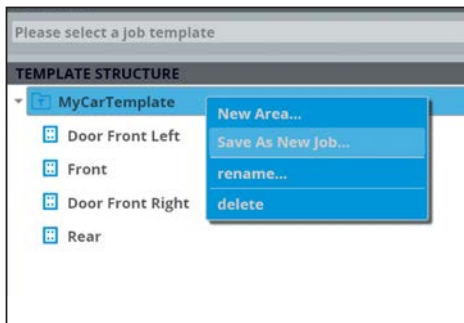 Please select a job template
TEMPLATE STRUCTURE
MyCarTemplate
New Area...
Save As New Job...
rename...
delete
Door Front Left
Front
Door Front Right
Rear